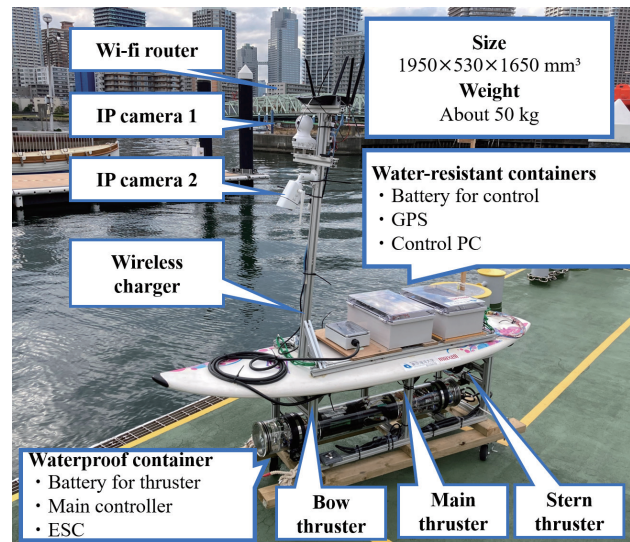 Wi-fi router
IP camera 1
IP camera 2
Wireless
charger
Size
1950×530×1650 mm³
Weight
About 50 kg
Water-resistant containers
・Battery for control
・GPS
・Control PC
Waterproof container
・Battery for thruster
・Main controller
・ESC
Bow
thruster
Main
thruster
Stern
thruster